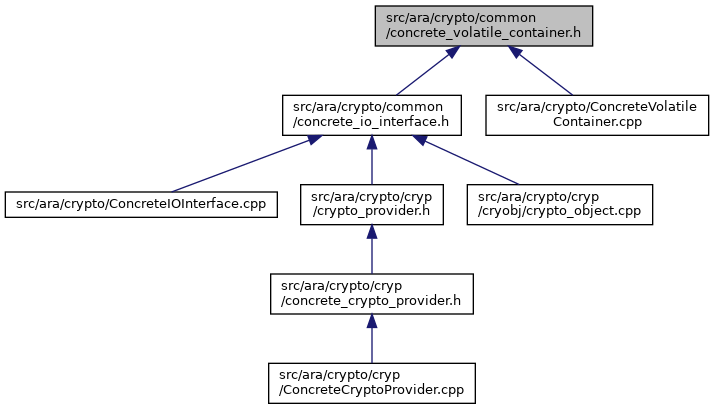 src/ara/crypto/common
/concrete_volatile_container.h
src/ara/crypto/common
/concrete_io_interface.h
src/ara/crypto/ConcreteVolatile
Container.cpp
src/ara/crypto/ConcreteIOInterface.cpp
src/ara/crypto/cryp
/crypto_provider.h
src/ara/crypto/cryp
/cryobj/crypto_object.cpp
src/ara/crypto/cryp
/concrete_crypto_provider.h
src/ara/crypto/cryp
/ConcreteCryptoProvider.cpp